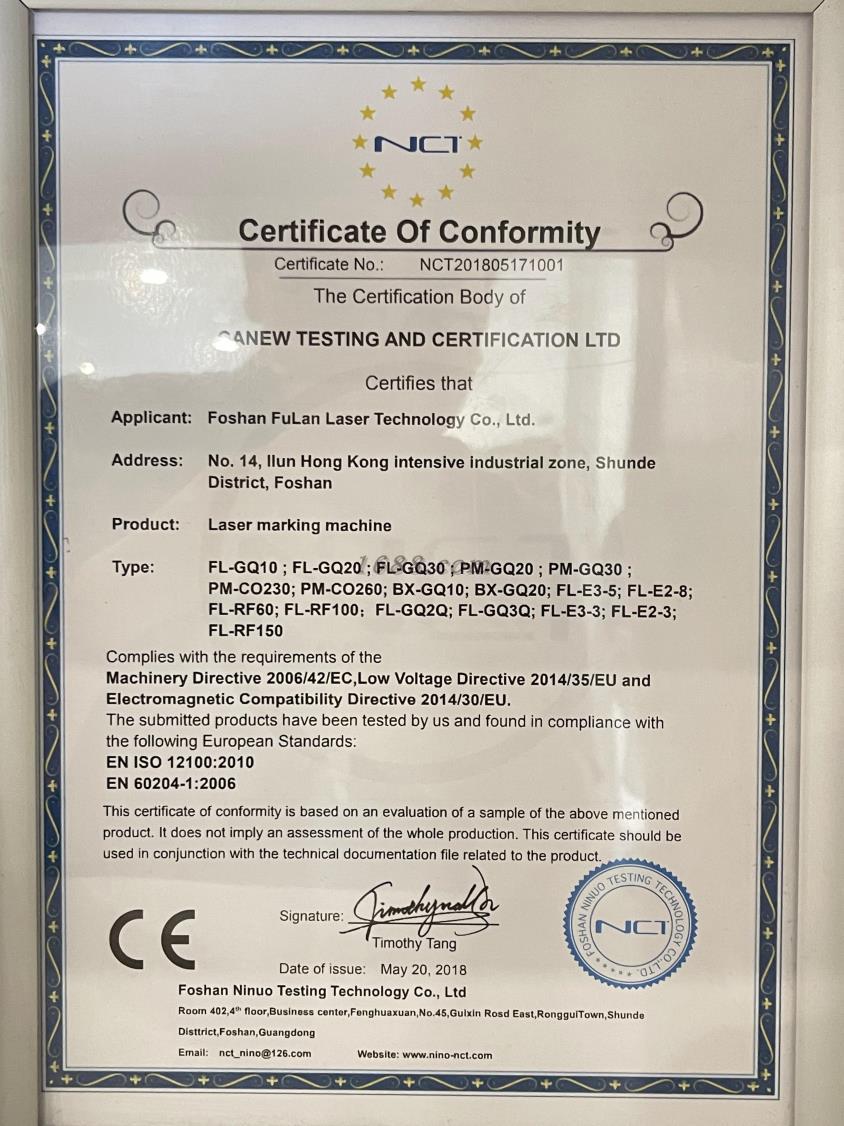 NCT
Certificate Of Conformity
Certificate No.: NCT201805171001
The Certification Body of
TESTING AND CERTIFICATION LTD
Certifies that
Applicant: Foshan FuLan Laser Technology Co., Ltd.
Address: No. 14, Ilun Hong Kong intensive industrial zone, Shunde
District, Foshan
Product: Laser marking machine
Type: FL-GQ10 ; FL-GQ20 ; FL-GQ30 ; PM-GQ20 ; PM-GQ30 ;
PM-CO230; PM-CO260; BX-GQ10; BX-GQ20; FL-E3-5; FL-E2-8;
FL-RF60; FL-RF100; FL-GQ2Q; FL-GQ3Q; FL-E3-3; FL-E2-3;
FL-RF150
1688.com
Complies with the requirements of the
Machinery Directive 2006/42/EC,Low Voltage Directive 2014/35/EU and
Electromagnetic Compatibility Directive 2014/30/EU.
The submitted products have been tested by us and found in compliance with
the following European Standards:
EN ISO 12100:2010
EN 60204-1:2006
This certificate of conformity is based on an evaluation of a sample of the above mentioned
product. It does not imply an assessment of the whole production. This certificate should be
used in conjunction with the technical documentation file related to the product.
CE
Signature:
Timothy Tang
Date of issue: May 20, 2018
FOSHAN NINUO TESTING TECHNOLOGY CO.,LTD.
NCT
Foshan Ninuo Testing Technology Co., Ltd
Room 402,4th floor,Business center,Fenghuaxuan,No.45,Guixin Rosd East,RongguiTown,Shunde
Disttrict,Foshan,Guangdong
Email: nct_nino@126.com Website: www.nino-nct.com